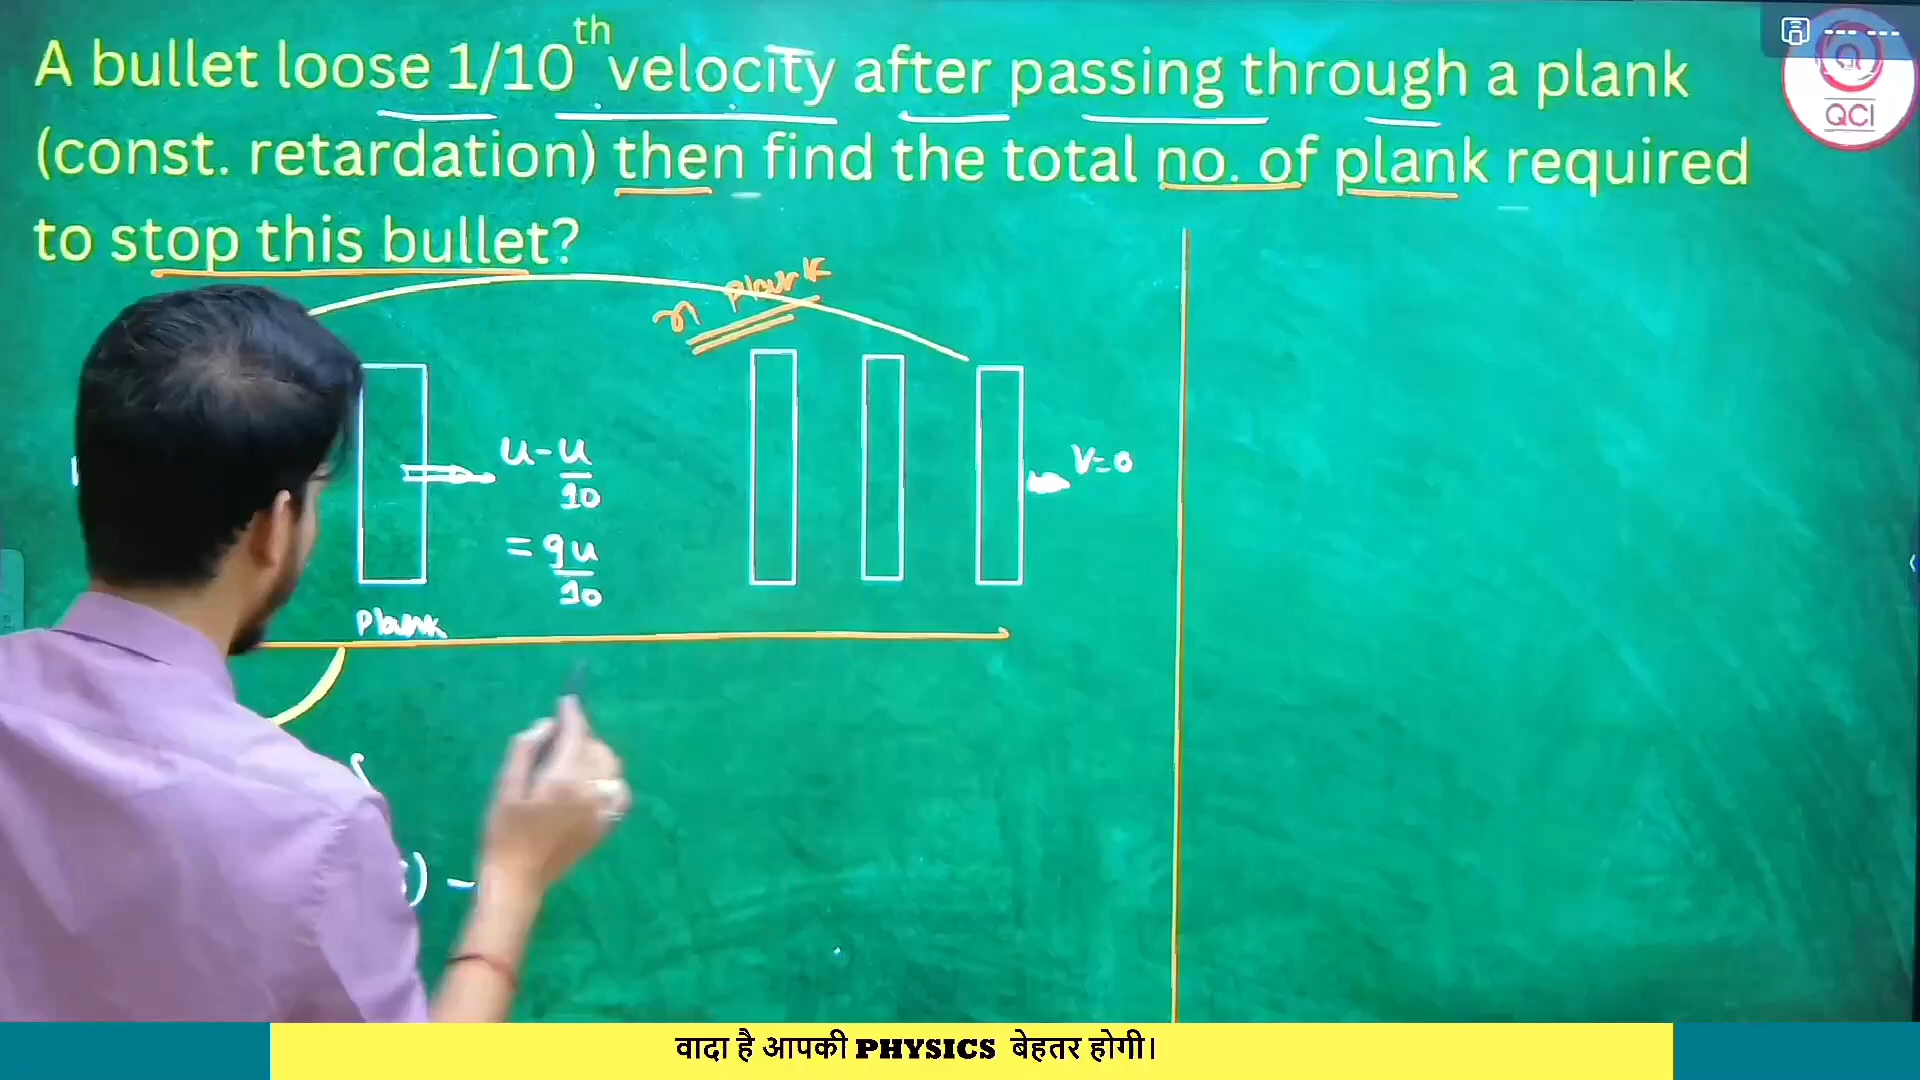 A bullet loose 1/10th velocity after passing through a plank
(const. retardation) then find the total no. of plank required
to stop this bullet?
QCI
n plank
u-u/10
= 9u/10
V=0
Plank
वादा है आपकी PHYSICS बेहतर होगी।